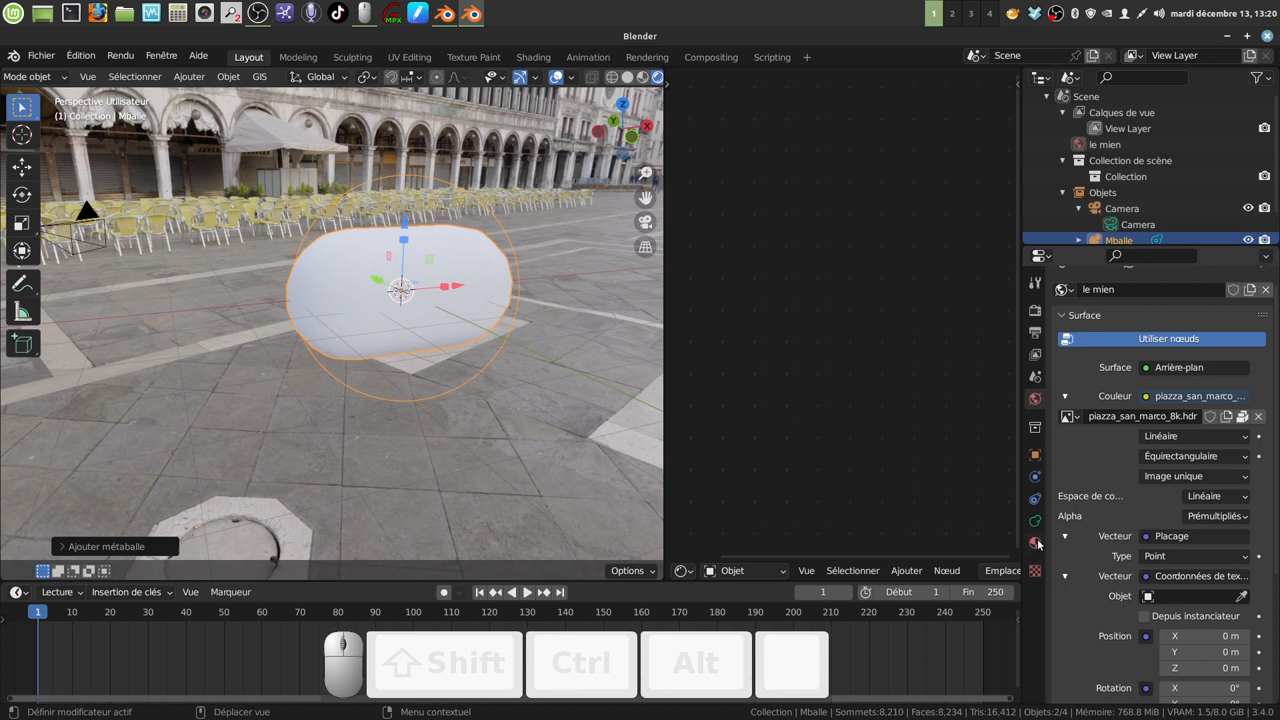 MPX
1 2 3 4
mardi décembre 13, 13:20
Blender
Fichier Édition Rendu Fenêtre Aide
Layout Modeling Sculpting UV Editing Texture Paint Shading Animation Rendering Compositing Scripting +
Scene
View Layer
Mode objet Vue Sélectionner Ajouter Objet GIS
Global
Perspective Utilisateur
(1) Collection | Mballe
Z
Y
X
Scene
Calques de vue
View Layer
le mien
Collection de scène
Collection
Objets
Camera
Camera
Mballe
le mien
Surface
Utiliser nœuds
Surface Arrière-plan
Couleur piazza_san_marco_...
piazza_san_marco_8k.hdr
Linéaire
Équirectangulaire
Image unique
Espace de co... Linéaire
Alpha Prémultipliés
Vecteur Placage
Type Point
Vecteur Coordonnées de tex...
Objet
Depuis instanciateur
Position X 0 m
Y 0 m
Z 0 m
Rotation X 0°
Ajouter métaballe
Options
Objet Vue Sélectionner Ajouter Nœud Emplace
Lecture Insertion de clés Vue Marqueur
1 Début 1 Fin 250
1 10 20 30 40 50 60 70 80 90 100 110 120 130 140 150 160 170 180 190 200 210 220 230 240 250
Shift Ctrl Alt
Définir modificateur actif Déplacer vue Menu contextuel
Collection | Mballe | Sommets:8,210 | Faces:8,234 | Tris:16,412 | Objets:2/4 | Mémoire: 768.8 MiB | VRAM: 1.5/8.0 GiB | 3.4.0